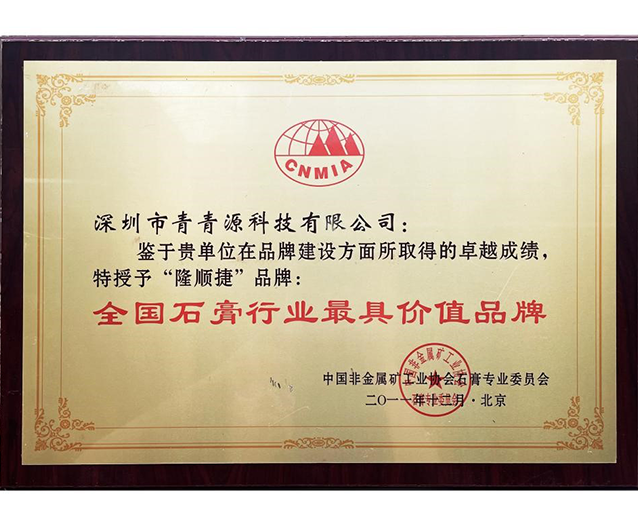 CNMIA
深圳市青青源科技有限公司：
鉴于贵单位在品牌建设方面所取得的卓越成绩，
特授予“隆顺捷”品牌：
全国石膏行业最具价值品牌
中国非金属矿工业协会石膏专业委员会
二〇一一年十二月·北京